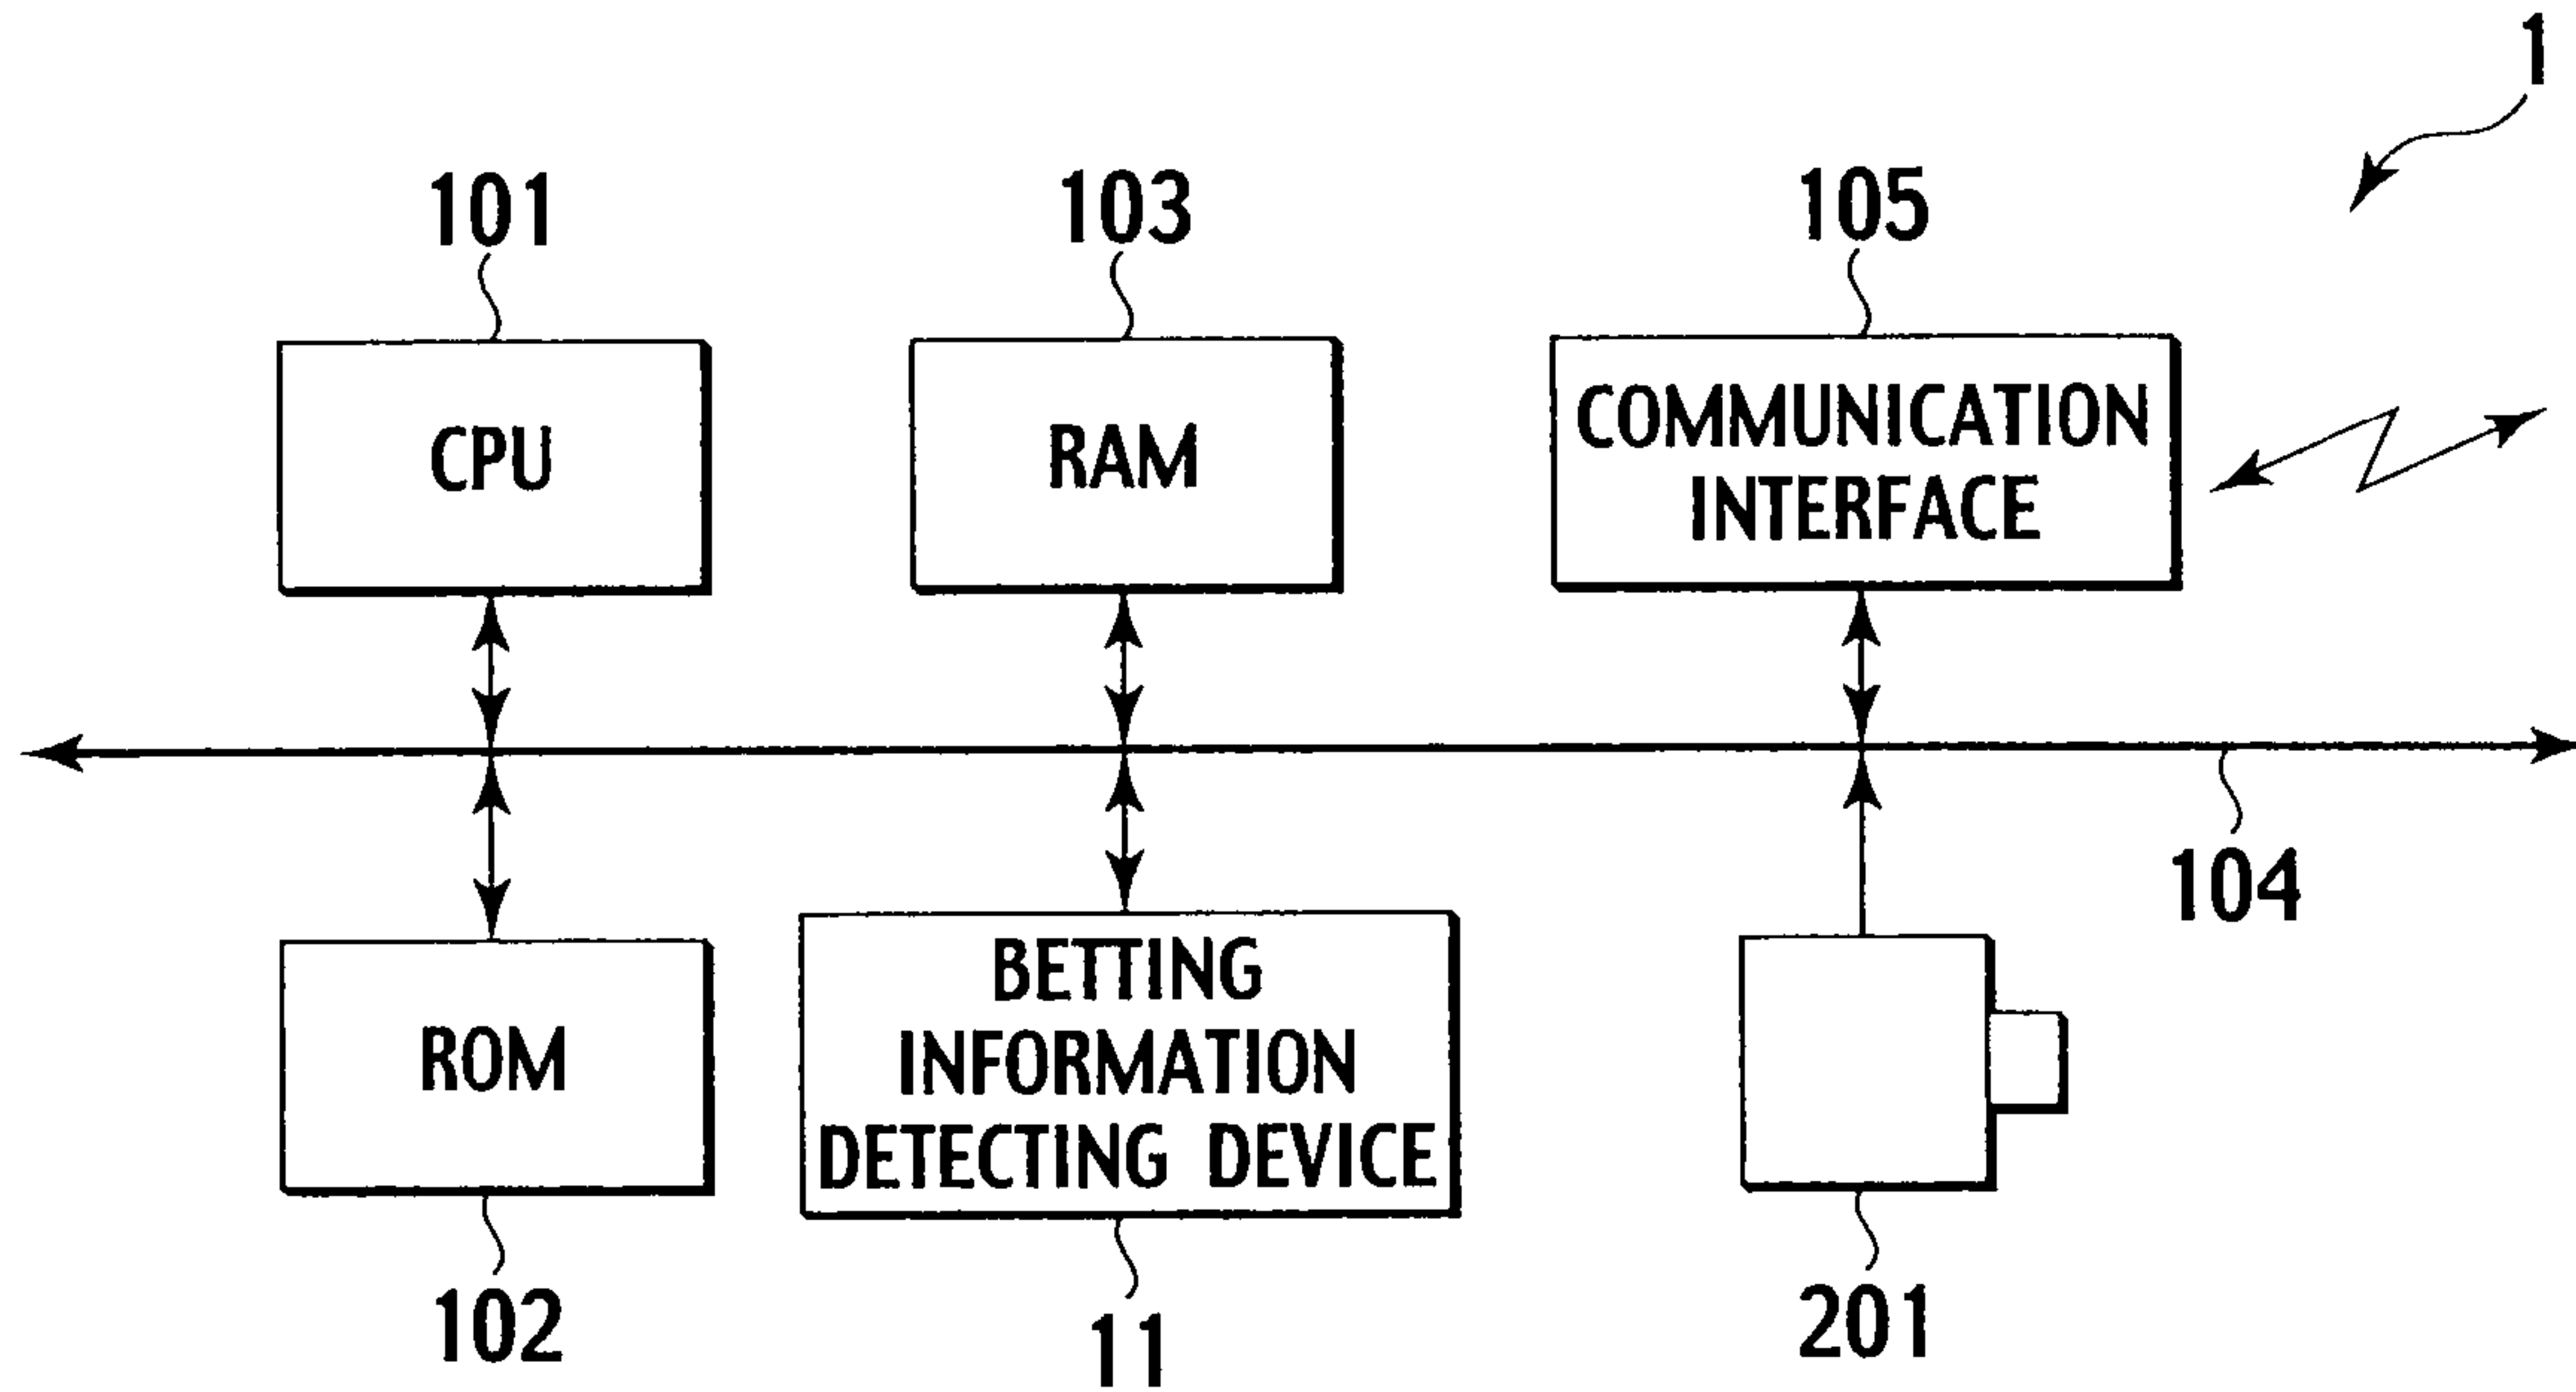 1
101
103
105
CPU
RAM
COMMUNICATION
INTERFACE
104
ROM
BETTING
INFORMATION
DETECTING DEVICE
102
11
201